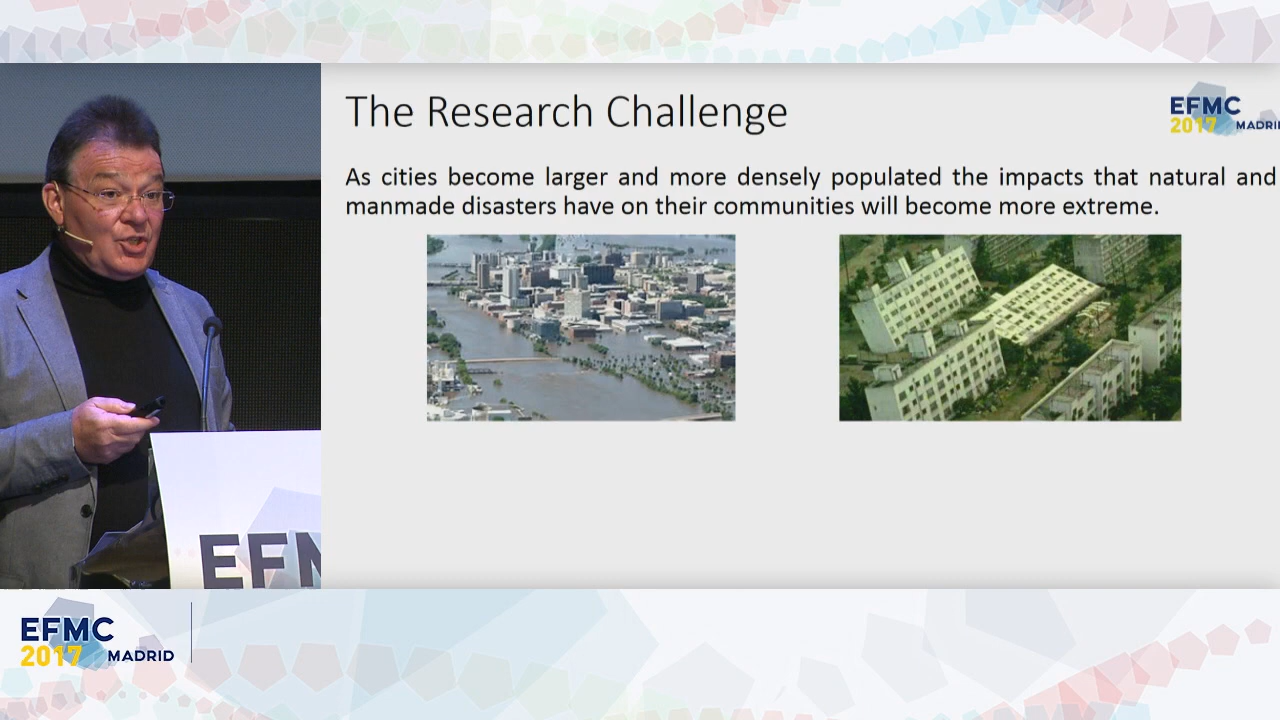 The Research Challenge
EFMC
2017 MADRI
As cities become larger and more densely populated the impacts that natural and
manmade disasters have on their communities will become more extreme.
EFM
EFMC
2017 MADRID